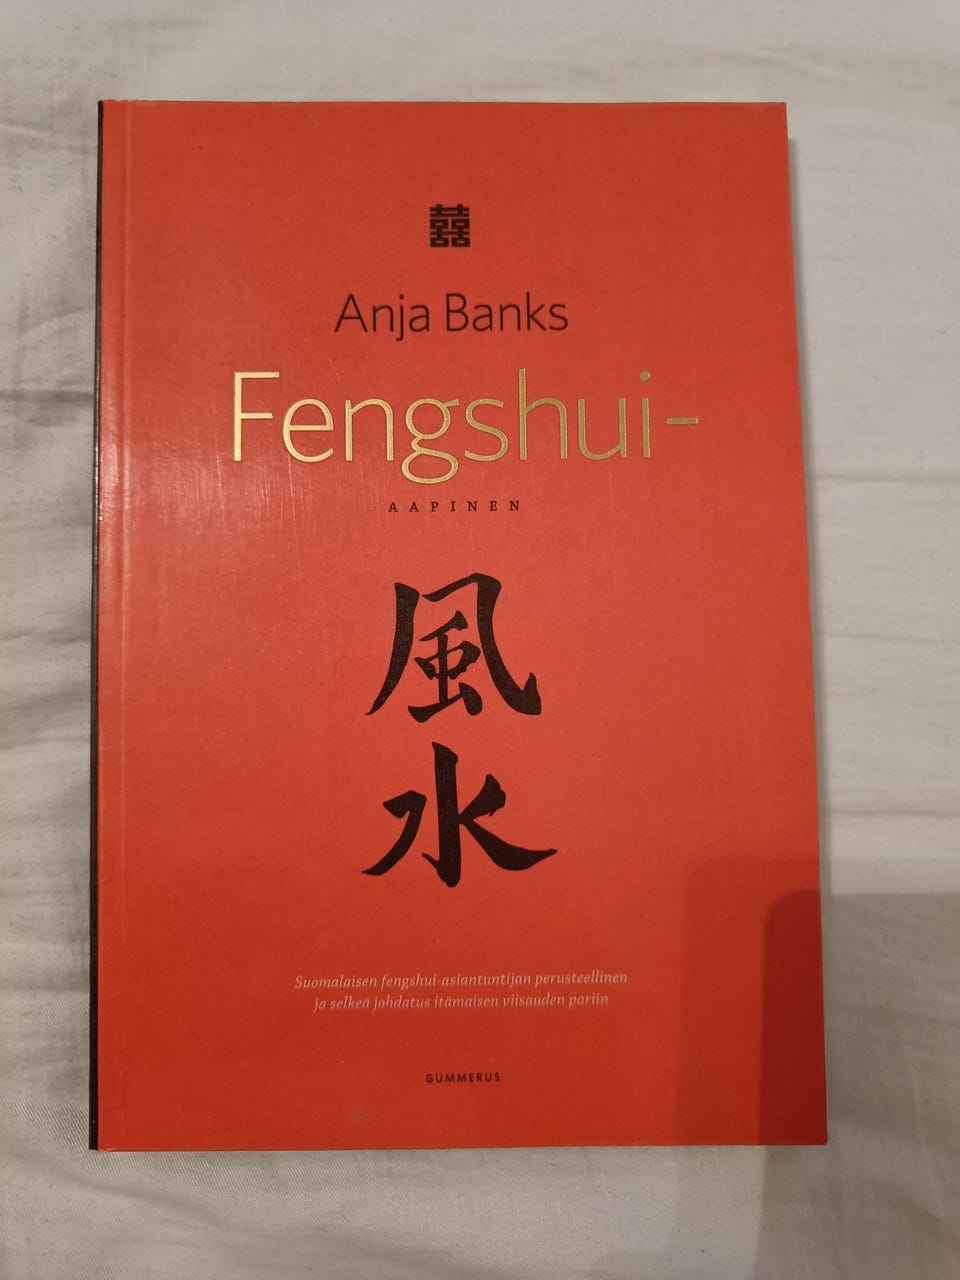 囍
Anja Banks
Fengshui-
AAPINEN
風
水
Suomalaisen fengshui-asiantuntijan perusteellinen
ja selkeä johdatus itämaisen viisauden pariin
GUMMERUS